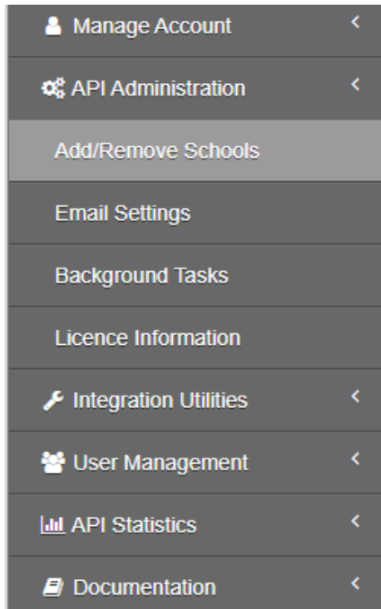 Manage Account
API Administration
Add/Remove Schools
Email Settings
Background Tasks
Licence Information
Integration Utilities
User Management
API Statistics
Documentation